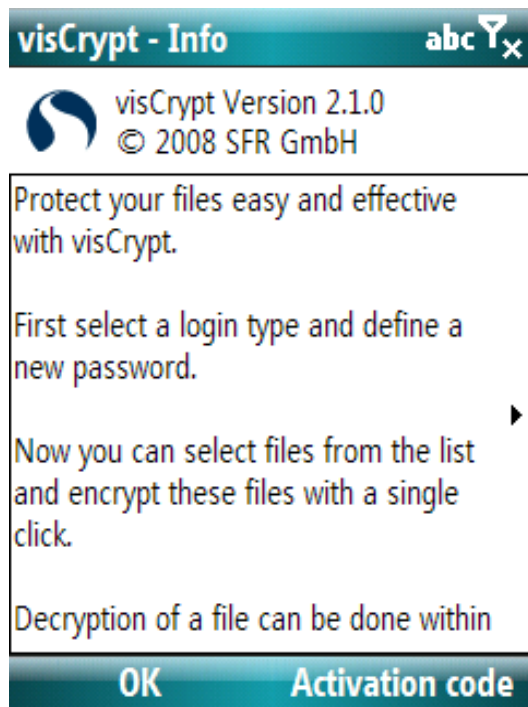 visCrypt - Info abc
visCrypt Version 2.1.0
© 2008 SFR GmbH
Protect your files easy and effective
with visCrypt.
First select a login type and define a
new password.
Now you can select files from the list
and encrypt these files with a single
click.
Decryption of a file can be done within
OK Activation code